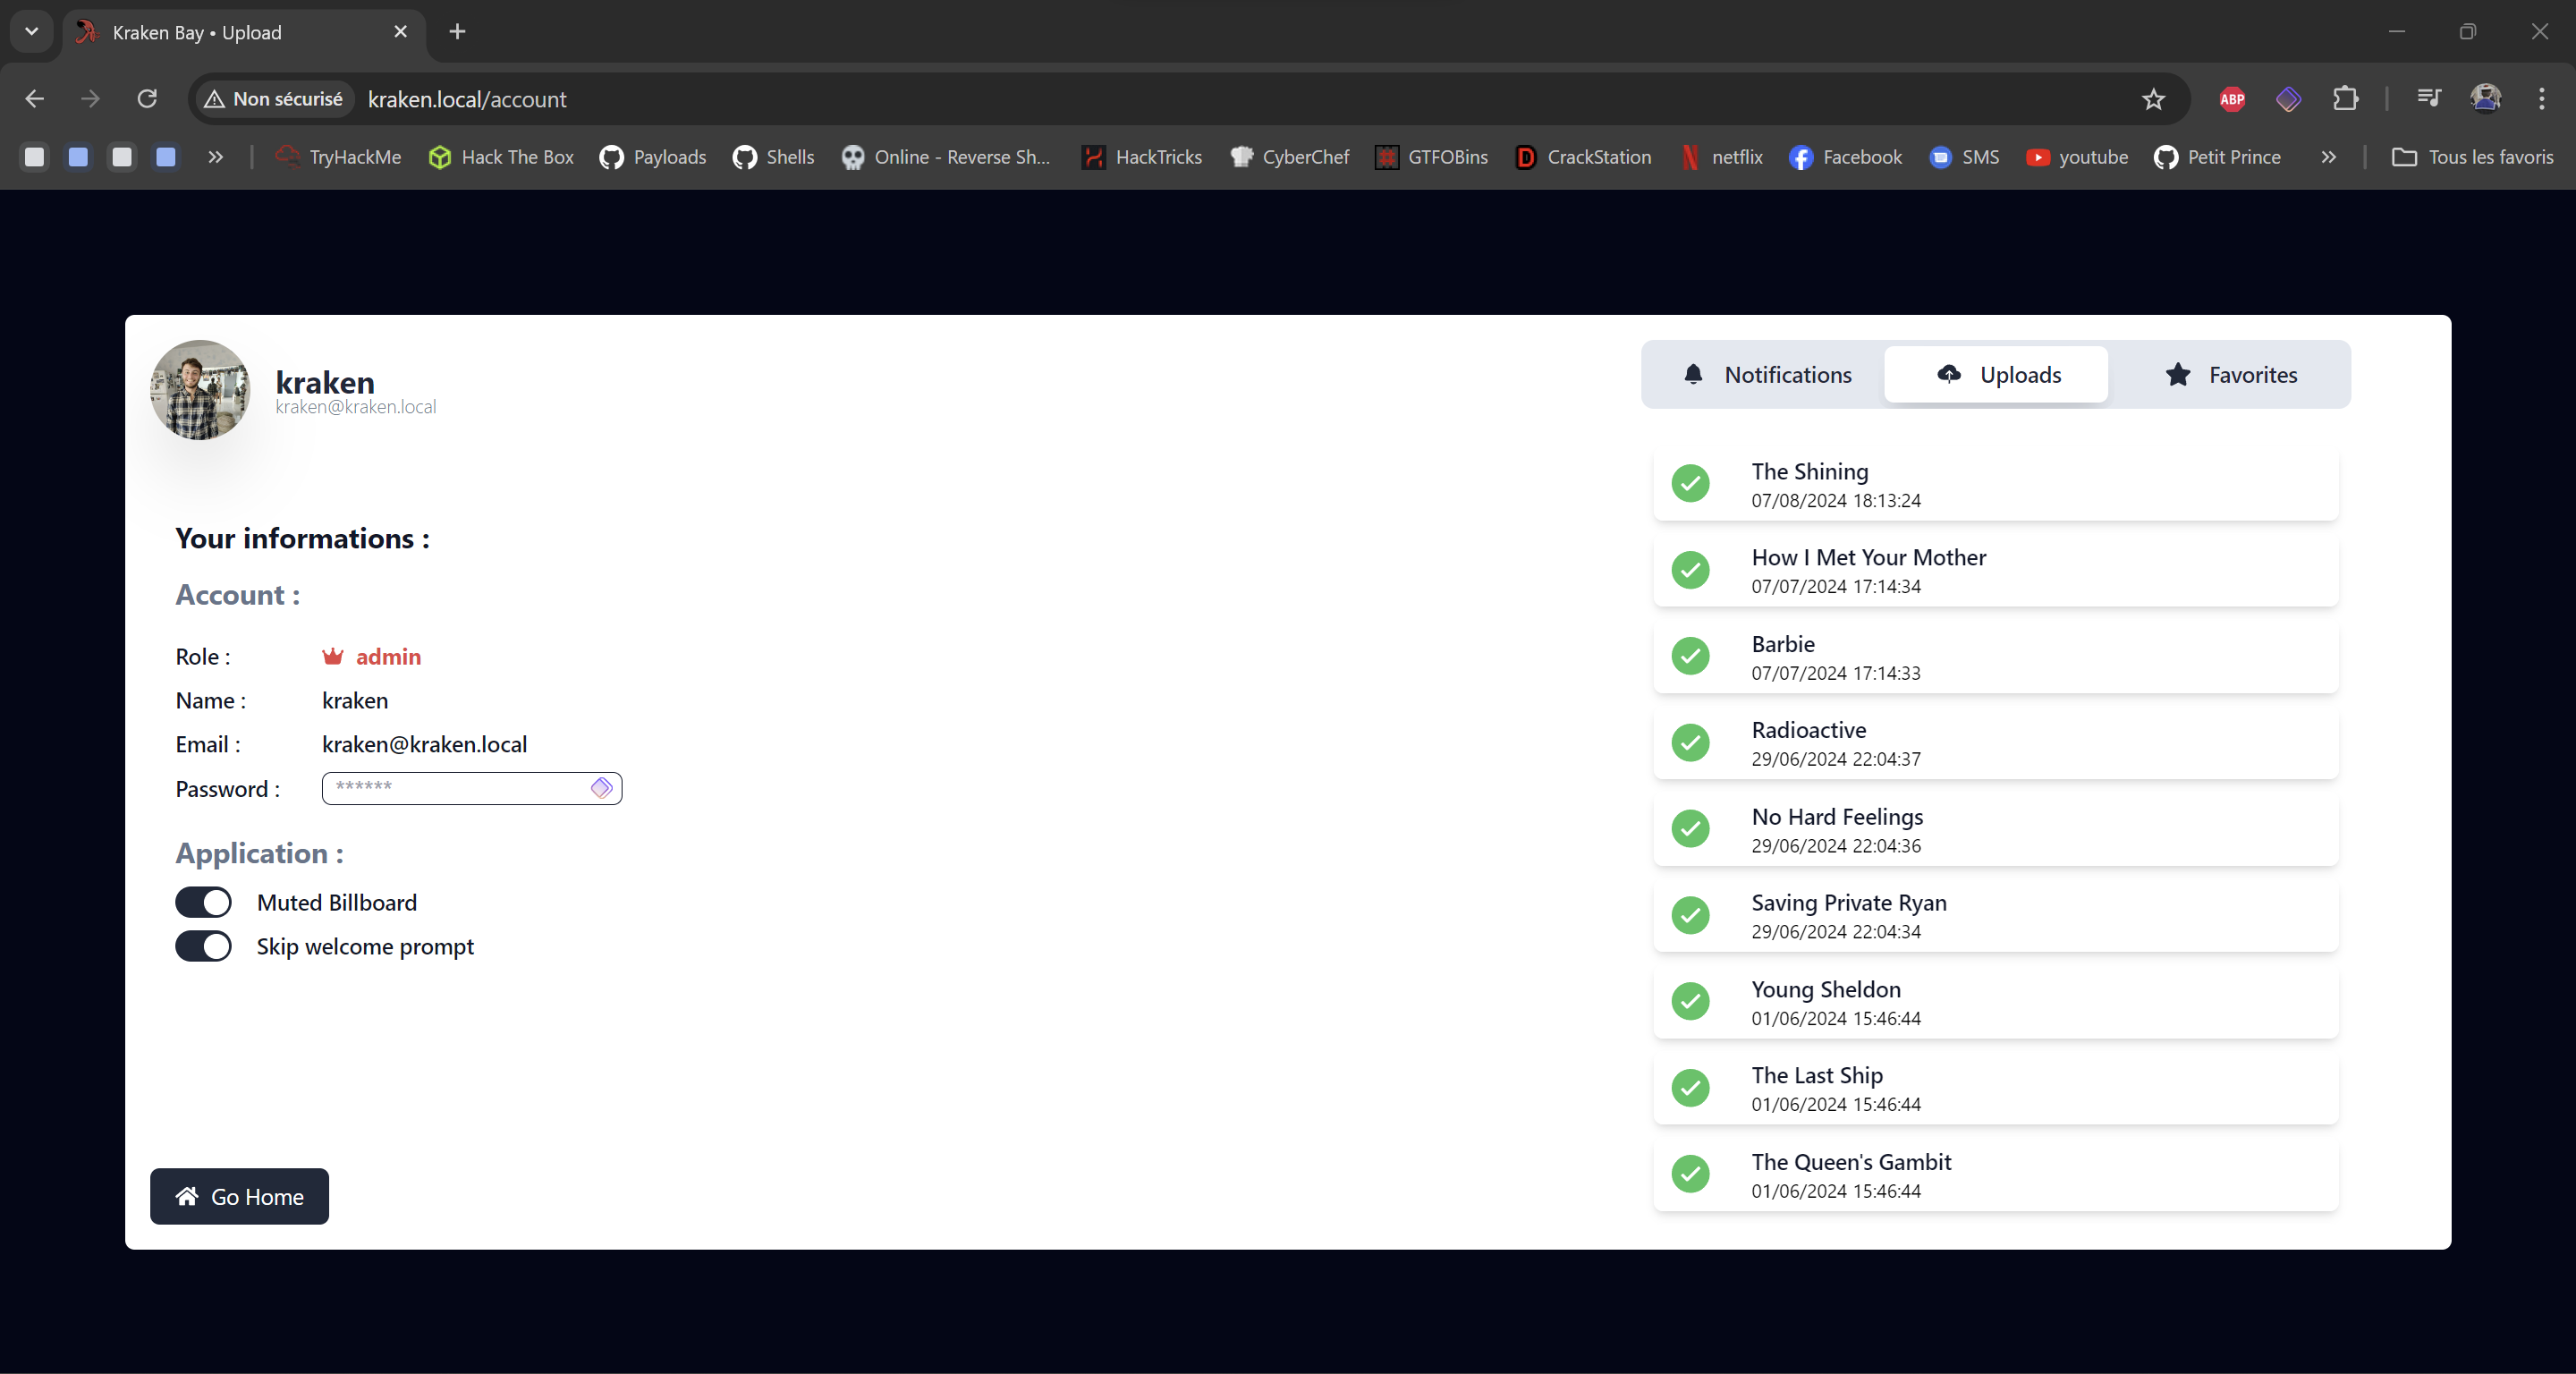 Kraken Bay • Upload
Non sécurisé kraken.local/account
ABP
TryHackMe Hack The Box Payloads Shells Online - Reverse Sh... HackTricks CyberChef GTFOBins CrackStation netflix Facebook SMS youtube Petit Prince Tous les favoris
kraken
kraken@kraken.local
Your informations :
Account :
Role : admin
Name : kraken
Email : kraken@kraken.local
Password : ******
Application :
Muted Billboard
Skip welcome prompt
Go Home
Notifications Uploads Favorites
The Shining
07/08/2024 18:13:24
How I Met Your Mother
07/07/2024 17:14:34
Barbie
07/07/2024 17:14:33
Radioactive
29/06/2024 22:04:37
No Hard Feelings
29/06/2024 22:04:36
Saving Private Ryan
29/06/2024 22:04:34
Young Sheldon
01/06/2024 15:46:44
The Last Ship
01/06/2024 15:46:44
The Queen's Gambit
01/06/2024 15:46:44